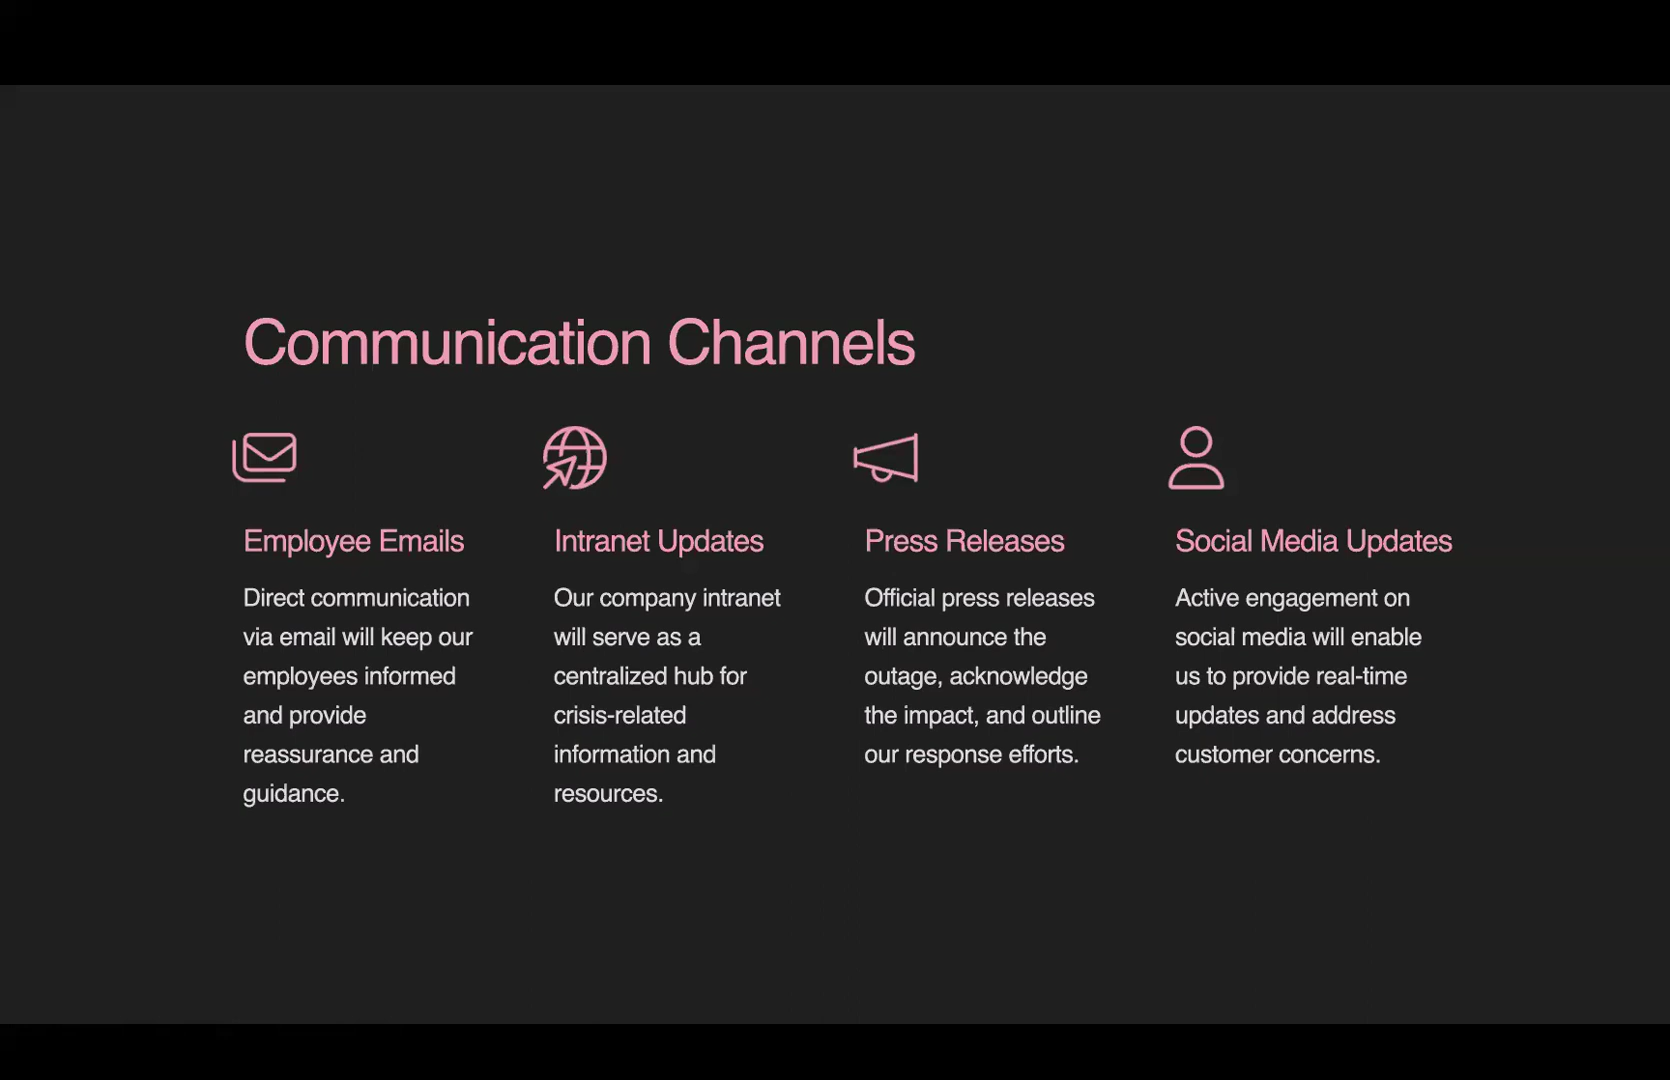 Communication Channels
Employee Emails
Direct communication
via email will keep our
employees informed
and provide
reassurance and
guidance.
Intranet Updates
Our company intranet
will serve as a
centralized hub for
crisis-related
information and
resources.
Press Releases
Official press releases
will announce the
outage, acknowledge
the impact, and outline
our response efforts.
Social Media Updates
Active engagement on
social media will enable
us to provide real-time
updates and address
customer concerns.